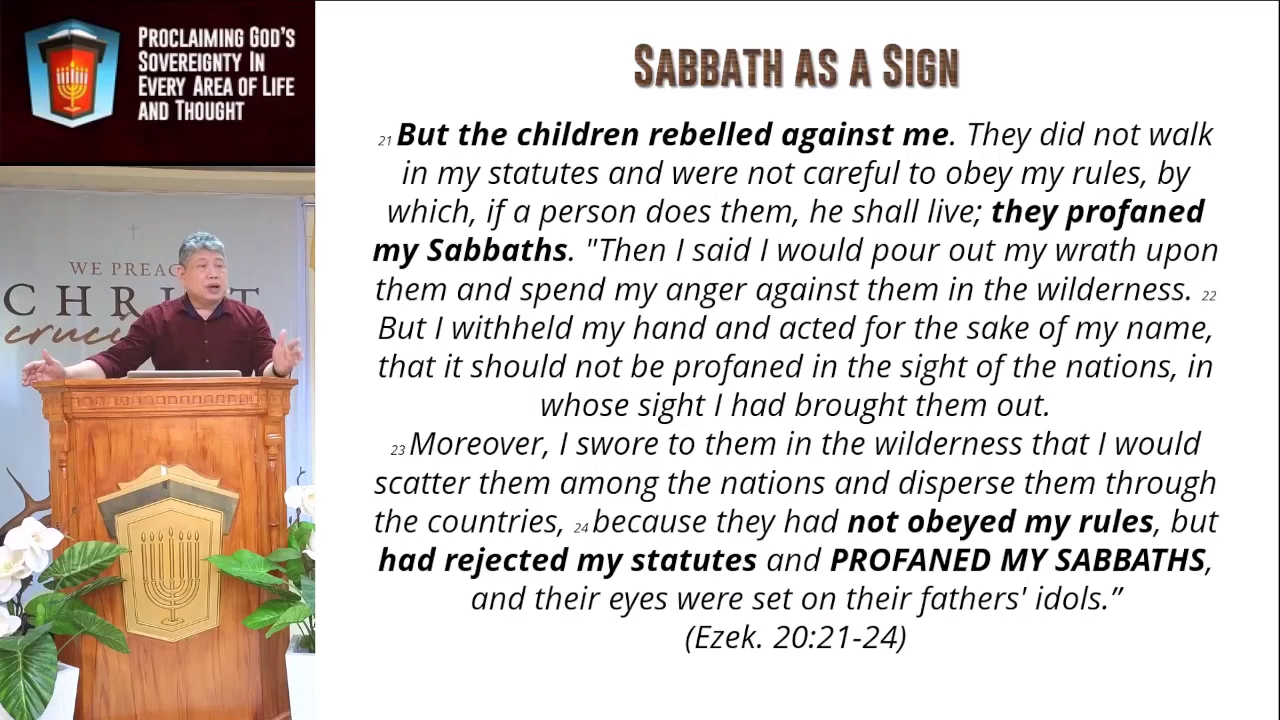 PROCLAIMING GOD'S
SOVEREIGNTY IN
EVERY AREA OF LIFE
AND THOUGHT
WE PREAC
CHRIST
cruci
SABBATH AS A SIGN
21 But the children rebelled against me. They did not walk
in my statutes and were not careful to obey my rules, by
which, if a person does them, he shall live; they profaned
my Sabbaths. "Then I said I would pour out my wrath upon
them and spend my anger against them in the wilderness. 22
But I withheld my hand and acted for the sake of my name,
that it should not be profaned in the sight of the nations, in
whose sight I had brought them out.
23 Moreover, I swore to them in the wilderness that I would
scatter them among the nations and disperse them through
the countries, 24 because they had not obeyed my rules, but
had rejected my statutes and PROFANED MY SABBATHS,
and their eyes were set on their fathers' idols.”
(Ezek. 20:21-24)